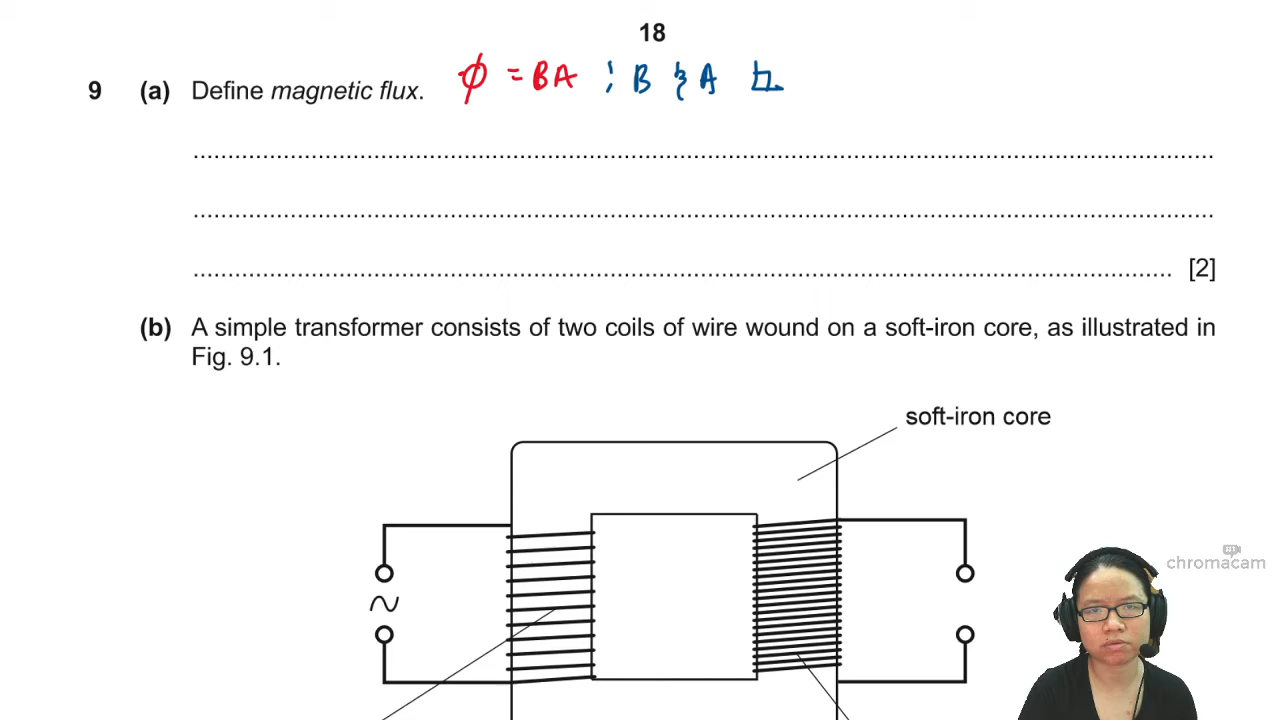 18
9 (a) Define magnetic flux. ϕ = BA ; B & A ⊾
........................................................................................................................................................
........................................................................................................................................................
.................................................................................................................................................. [2]
(b) A simple transformer consists of two coils of wire wound on a soft-iron core, as illustrated in
Fig. 9.1.
soft-iron core
chromacam